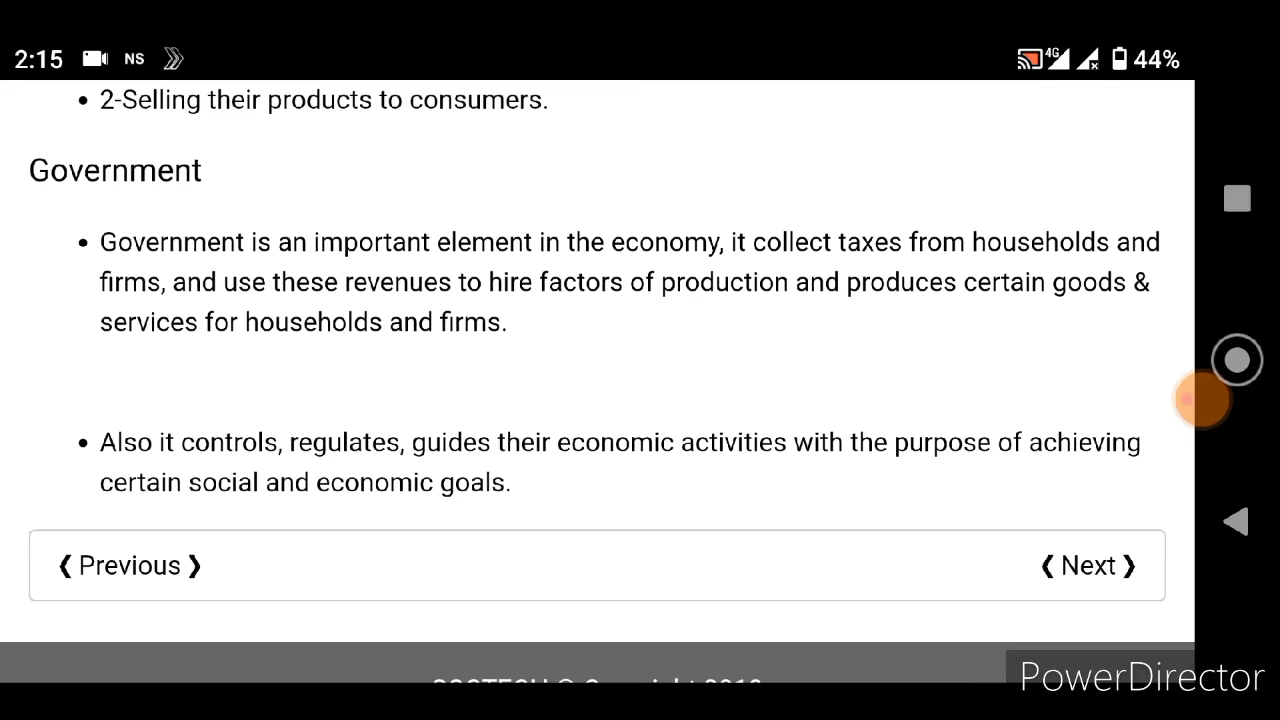 2:15 NS 4G 44%
• 2-Selling their products to consumers.
Government
• Government is an important element in the economy, it collect taxes from households and
firms, and use these revenues to hire factors of production and produces certain goods &
services for households and firms.
• Also it controls, regulates, guides their economic activities with the purpose of achieving
certain social and economic goals.
❮ Previous ❯ ❮ Next ❯
PowerDirector